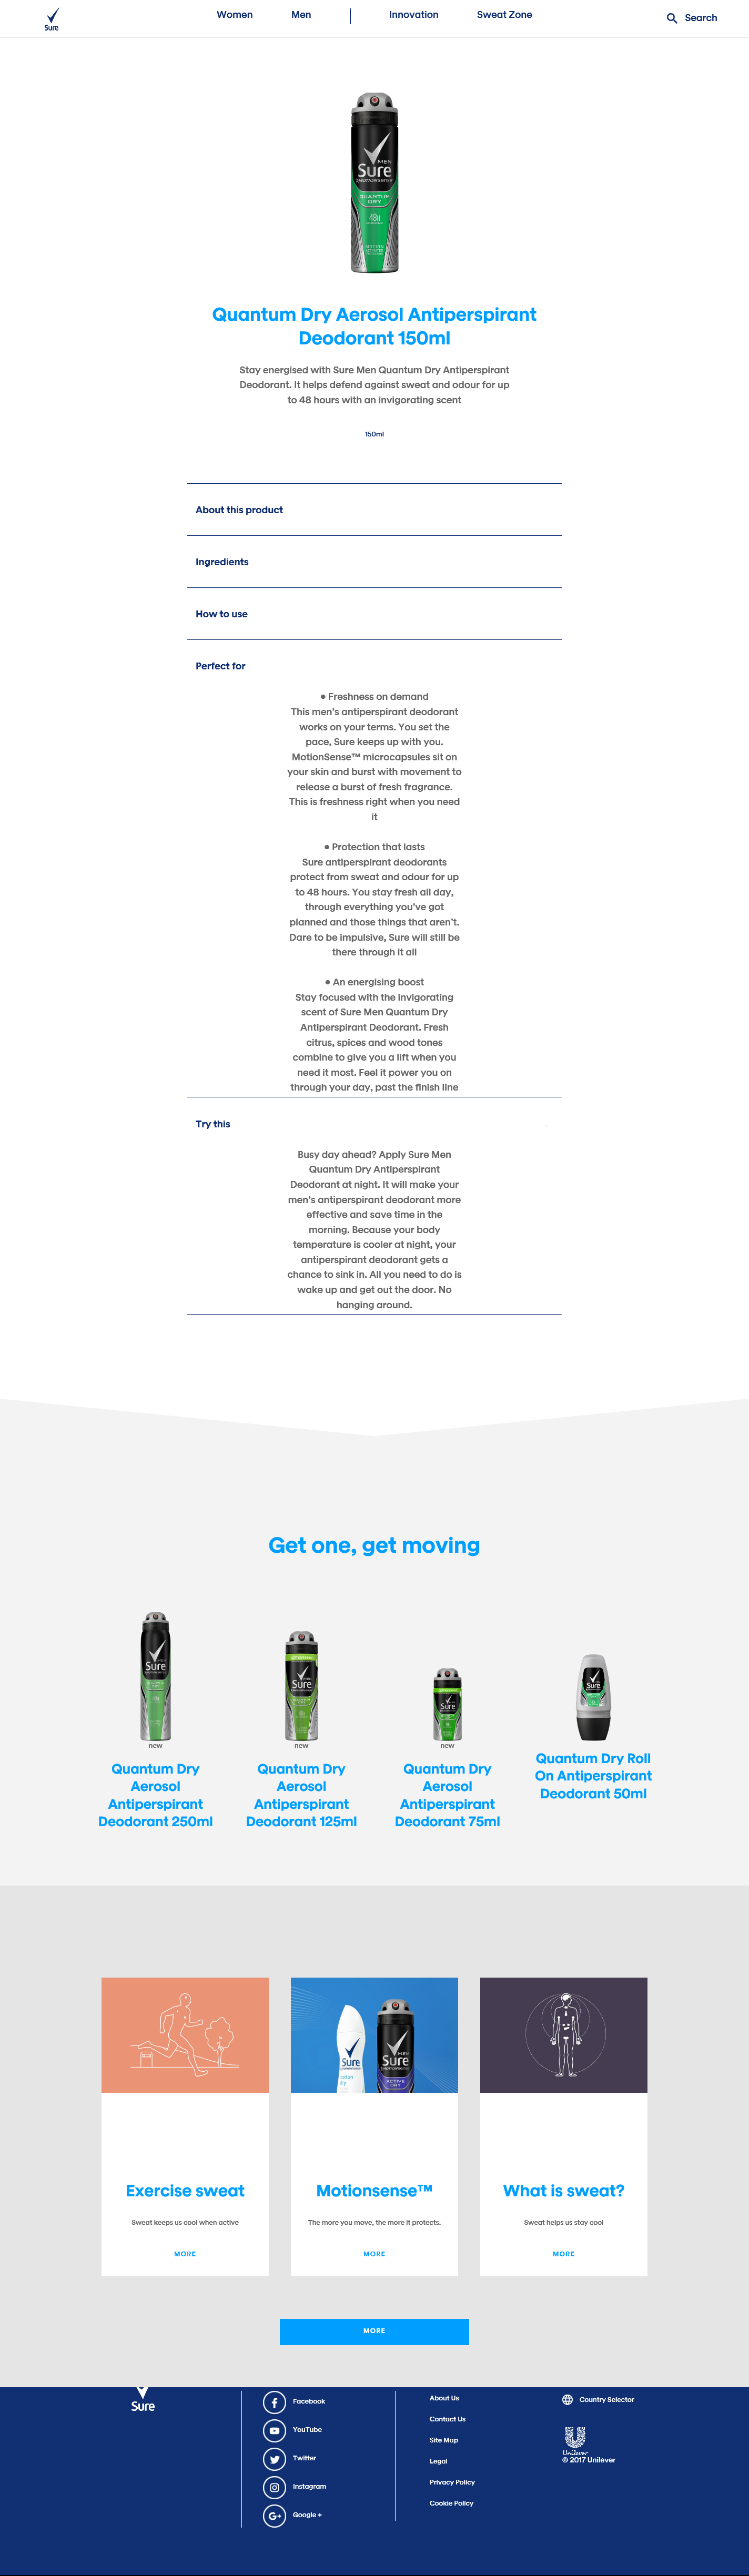 Sure
Women
Men
Innovation
Sweat Zone
Search
MEN
Sure
MOTIONSENSE
QUANTUM
DRY
48H
Quantum Dry Aerosol Antiperspirant
Deodorant 150ml
Stay energised with Sure Men Quantum Dry Antiperspirant
Deodorant. It helps defend against sweat and odour for up
to 48 hours with an invigorating scent
150ml
About this product
Ingredients
How to use
Perfect for
● Freshness on demand
This men's antiperspirant deodorant
works on your terms. You set the
pace, Sure keeps up with you.
MotionSense™ microcapsules sit on
your skin and burst with movement to
release a burst of fresh fragrance.
This is freshness right when you need
it
● Protection that lasts
Sure antiperspirant deodorants
protect from sweat and odour for up
to 48 hours. You stay fresh all day,
through everything you've got
planned and those things that aren't.
Dare to be impulsive, Sure will still be
there through it all
● An energising boost
Stay focused with the invigorating
scent of Sure Men Quantum Dry
Antiperspirant Deodorant. Fresh
citrus, spices and wood tones
combine to give you a lift when you
need it most. Feel it power you on
through your day, past the finish line
Try this
Busy day ahead? Apply Sure Men
Quantum Dry Antiperspirant
Deodorant at night. It will make your
men's antiperspirant deodorant more
effective and save time in the
morning. Because your body
temperature is cooler at night, your
antiperspirant deodorant gets a
chance to sink in. All you need to do is
wake up and get out the door. No
hanging around.
Get one, get moving
Sure
Sure
Sure
Sure
new
new
new
Quantum Dry
Aerosol
Antiperspirant
Deodorant 250ml
Quantum Dry
Aerosol
Antiperspirant
Deodorant 125ml
Quantum Dry
Aerosol
Antiperspirant
Deodorant 75ml
Quantum Dry Roll
On Antiperspirant
Deodorant 50ml
Sure
MEN
Sure
ACTIVE
DRY
Exercise sweat
Sweat keeps us cool when active
MORE
Motionsense™
The more you move, the more it protects.
MORE
What is sweat?
Sweat helps us stay cool
MORE
MORE
Sure
Facebook
YouTube
Twitter
Instagram
Google +
About Us
Contact Us
Site Map
Legal
Privacy Policy
Cookie Policy
Country Selector
Unilever
© 2017 Unilever